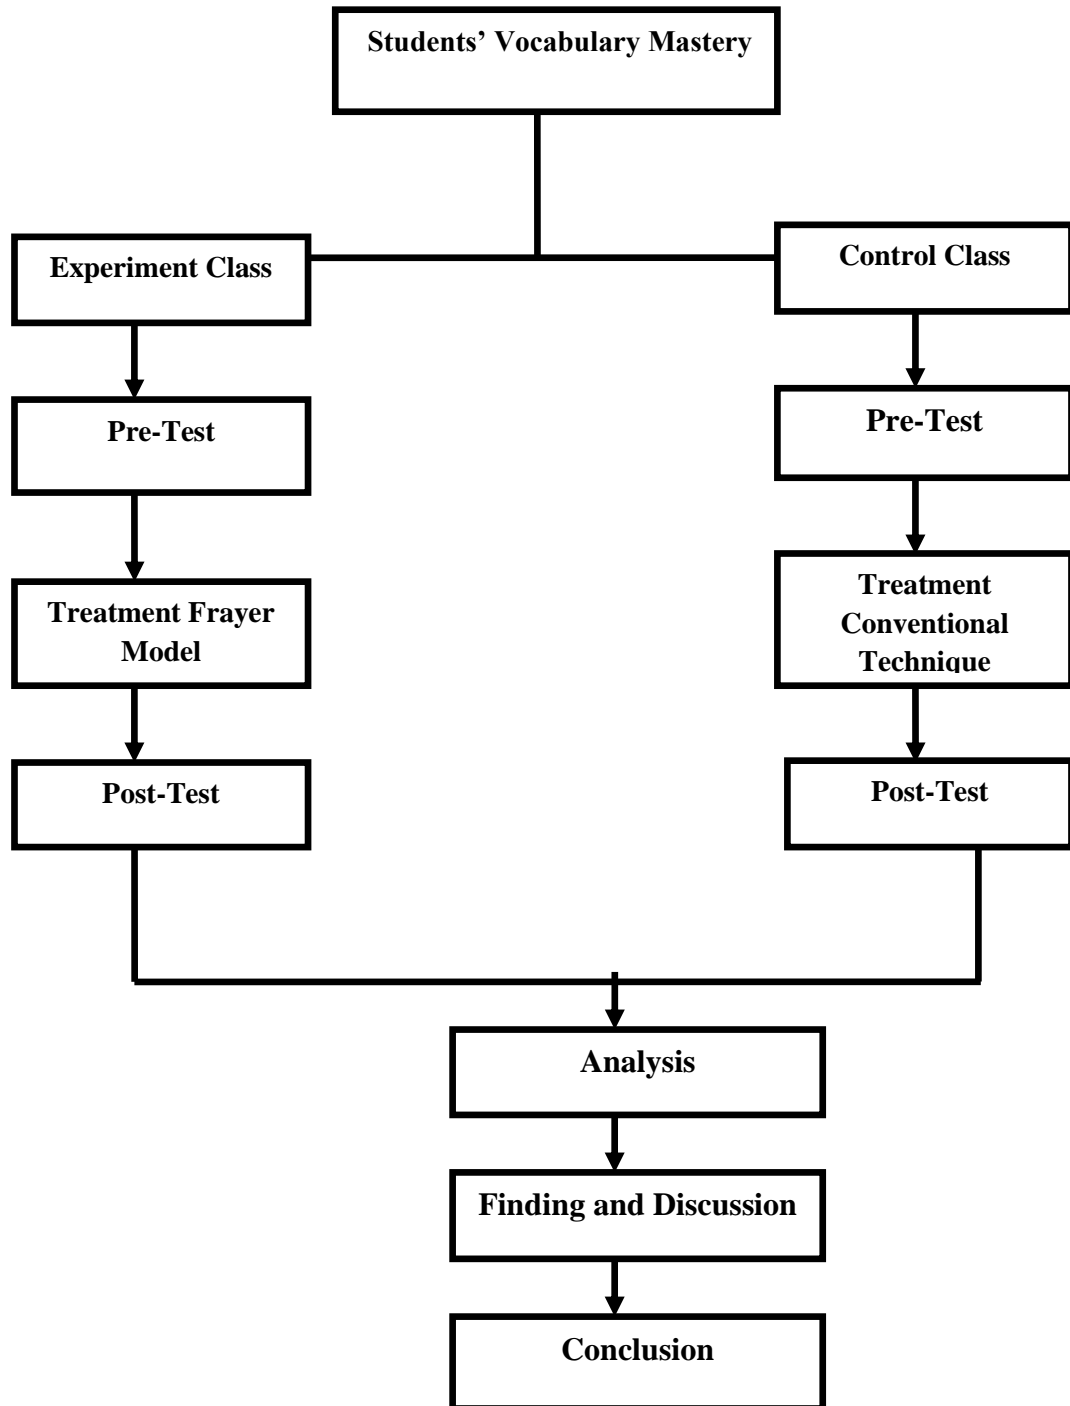 Students’ Vocabulary Mastery
Experiment Class
Control Class
Pre-Test
Pre-Test
Treatment Frayer
Model
Treatment
Conventional
Technique
Post-Test
Post-Test
Analysis
Finding and Discussion
Conclusion